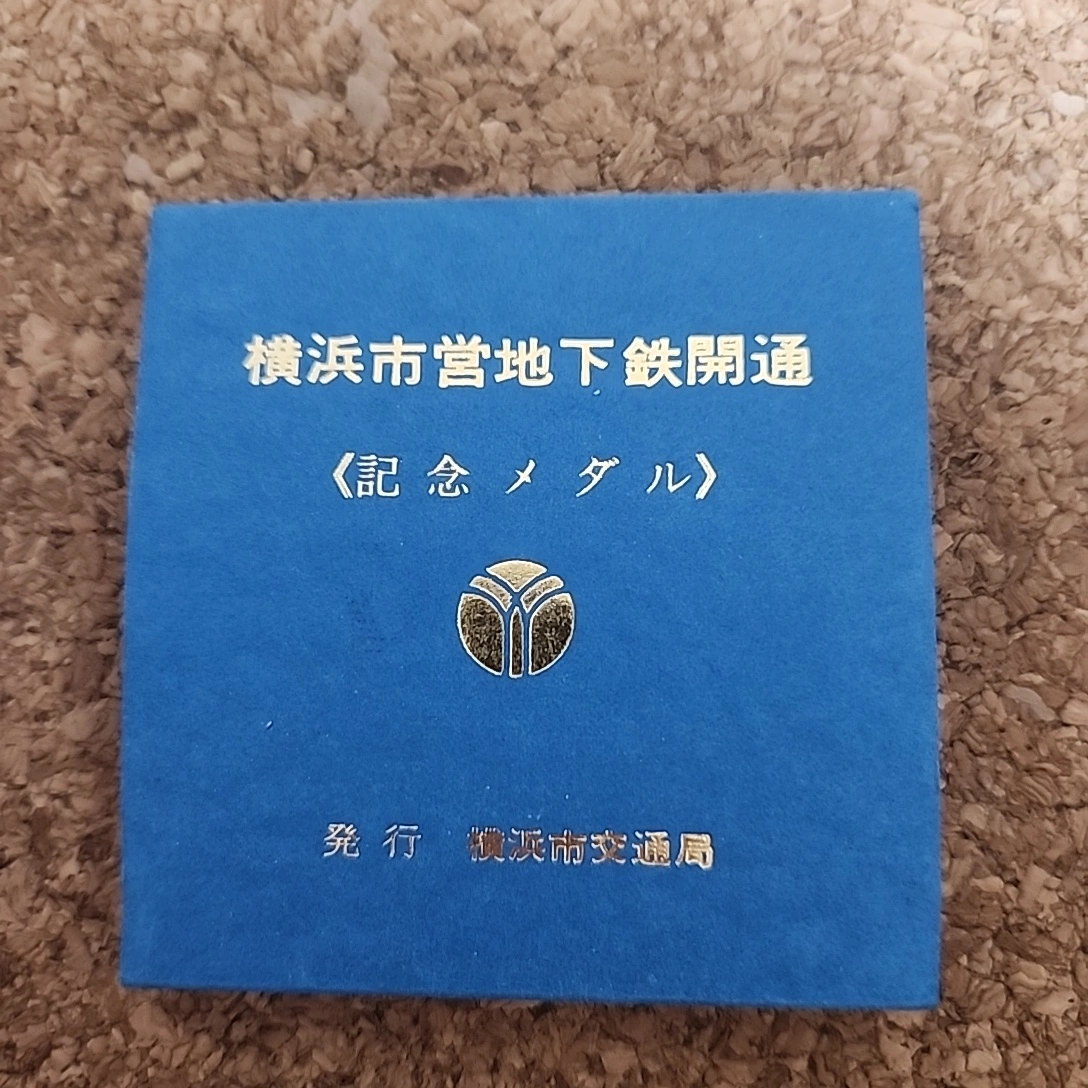 横浜市営地下鉄開通
《記念メダル》
発行 横浜市交通局